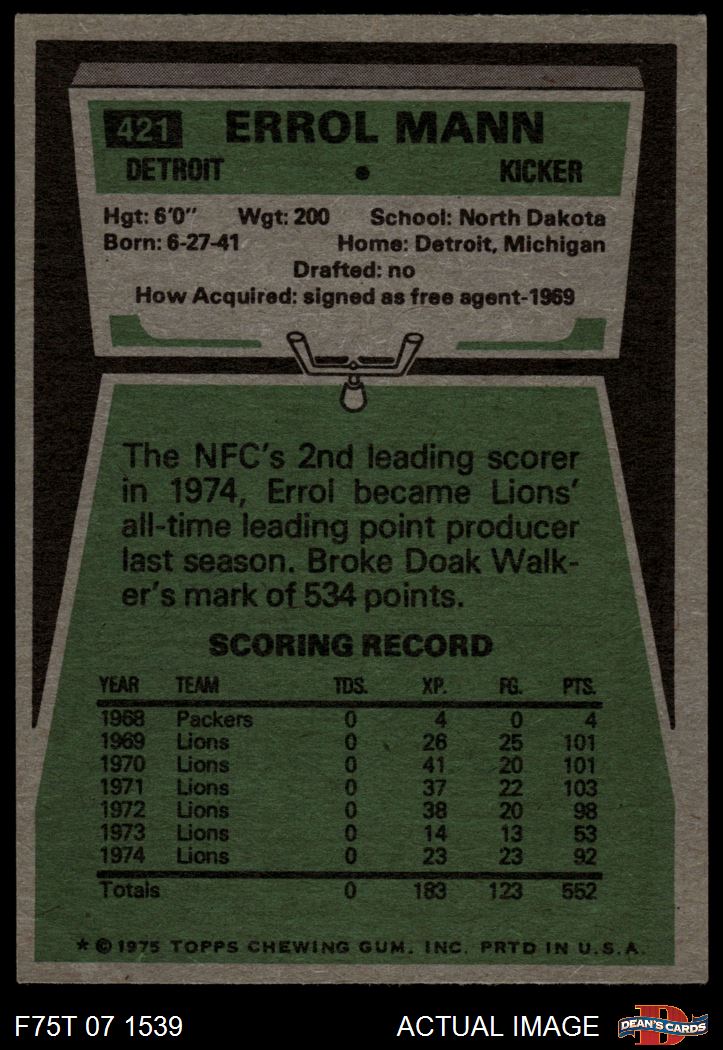 421 ERROL MANN
DETROIT • KICKER
Hgt: 6'0" Wgt: 200 School: North Dakota
Born: 6-27-41 Home: Detroit, Michigan
Drafted: no
How Acquired: signed as free agent-1969
The NFC's 2nd leading scorer
in 1974, Errol became Lions'
all-time leading point producer
last season. Broke Doak Walk-
er's mark of 534 points.
SCORING RECORD
YEAR TEAM TDS. XP. FG. PTS.
1968 Packers 0 4 0 4
1969 Lions 0 26 25 101
1970 Lions 0 41 20 101
1971 Lions 0 37 22 103
1972 Lions 0 38 20 98
1973 Lions 0 14 13 53
1974 Lions 0 23 23 92
Totals 0 183 123 552
* © 1975 TOPPS CHEWING GUM, INC. PRTD IN U.S.A.
F75T 07 1539 ACTUAL IMAGE D DEAN'S CARDS